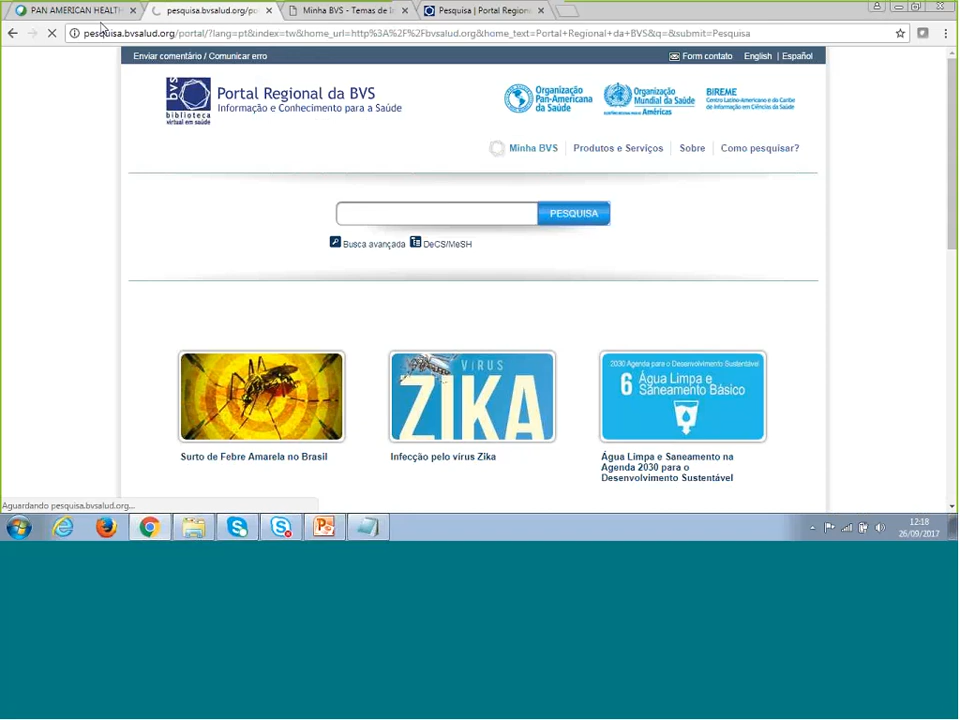 PAN AMERICAN HEALTH
pesquisa.bvsalud.org/po
Minha BVS - Temas de I
Pesquisa | Portal Region
pesquisa.bvsalud.org/portal/?lang=pt&index=tw&home_url=http%3A%2F%2Fbvsalud.org&home_text=Portal+Regional+da+BVS&q=&submit=Pesquisa
Enviar comentário / Comunicar erro
Form contato
English | Español
bvs
biblioteca
virtual em saúde
Portal Regional da BVS
Informação e Conhecimento para a Saúde
Organização
Pan-Americana
da Saúde
Organização
Mundial da Saúde
Américas
BIREME
Centro Latino-Americano e do Caribe
de Informação em Ciências da Saúde
Minha BVS
Produtos e Serviços
Sobre
Como pesquisar?
PESQUISA
Busca avançada
DeCS/MeSH
VÍRUS
ZIKA
2030 Agenda para o Desenvolvimento Sustentável
6 Água Limpa e
Saneamento Básico
Surto de Febre Amarela no Brasil
Infecção pelo vírus Zika
Água Limpa e Saneamento na
Agenda 2030 para o
Desenvolvimento Sustentável
Aguardando pesquisa.bvsalud.org...
12:18
26/09/2017